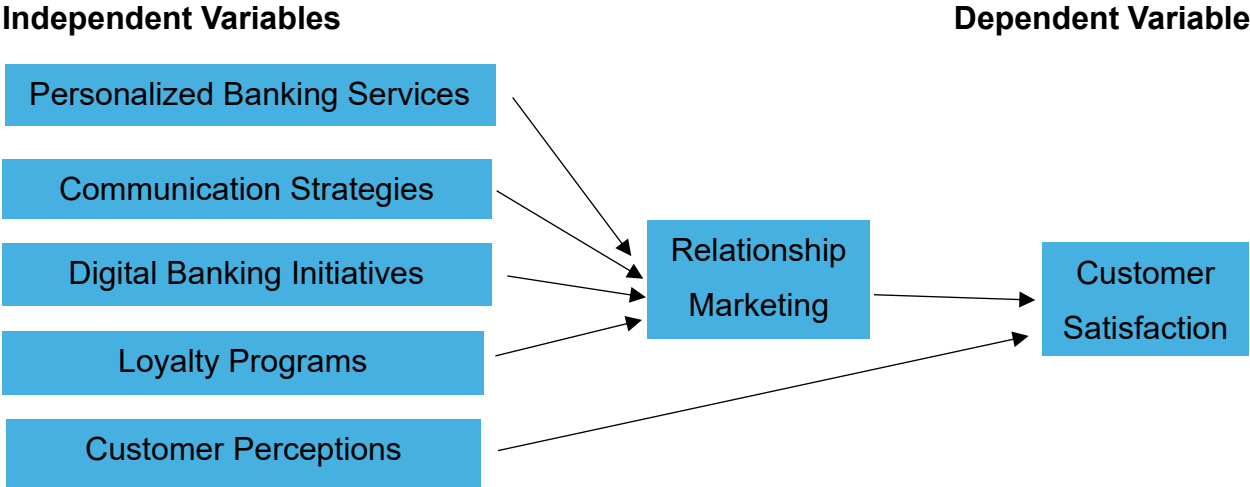 Independent Variables
Dependent Variable
Personalized Banking Services
Communication Strategies
Digital Banking Initiatives
Loyalty Programs
Customer Perceptions
Relationship
Marketing
Customer
Satisfaction